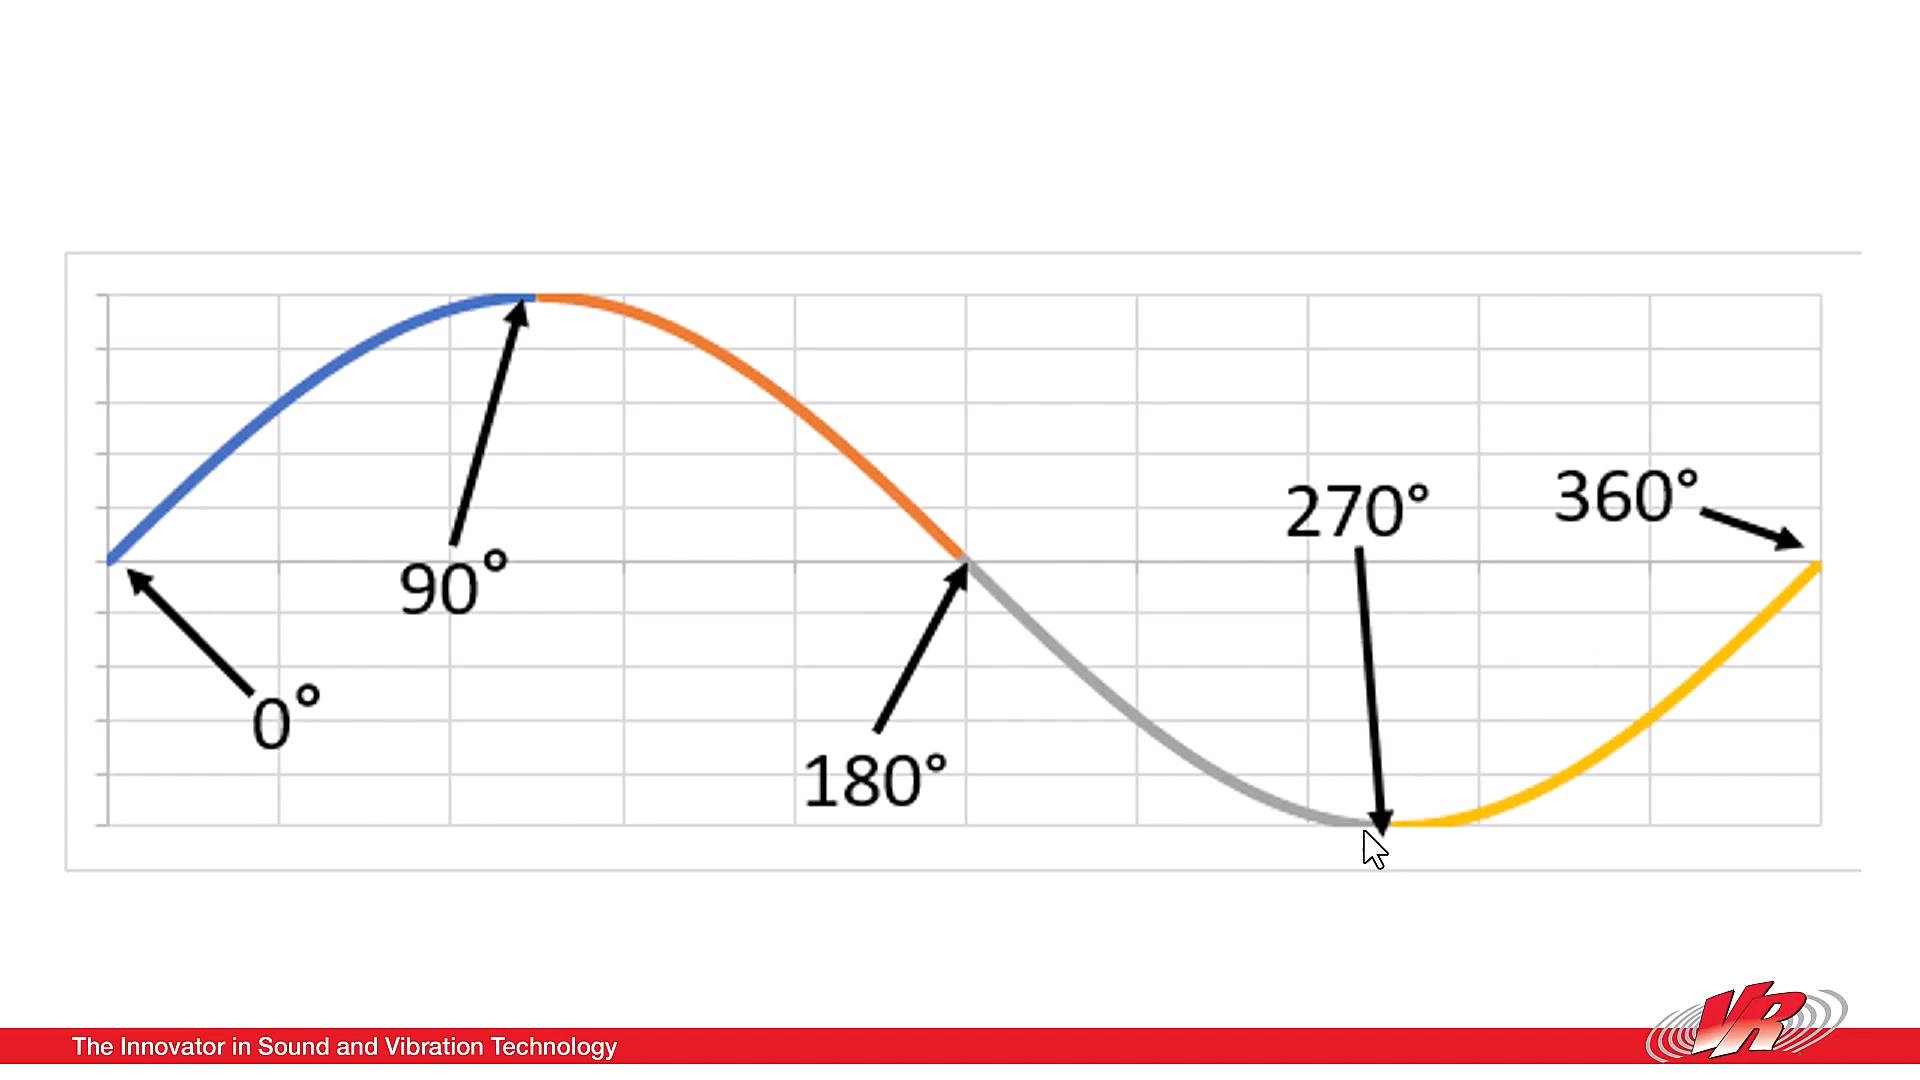 0°
90°
180°
270°
360°
VR
The Innovator in Sound and Vibration Technology